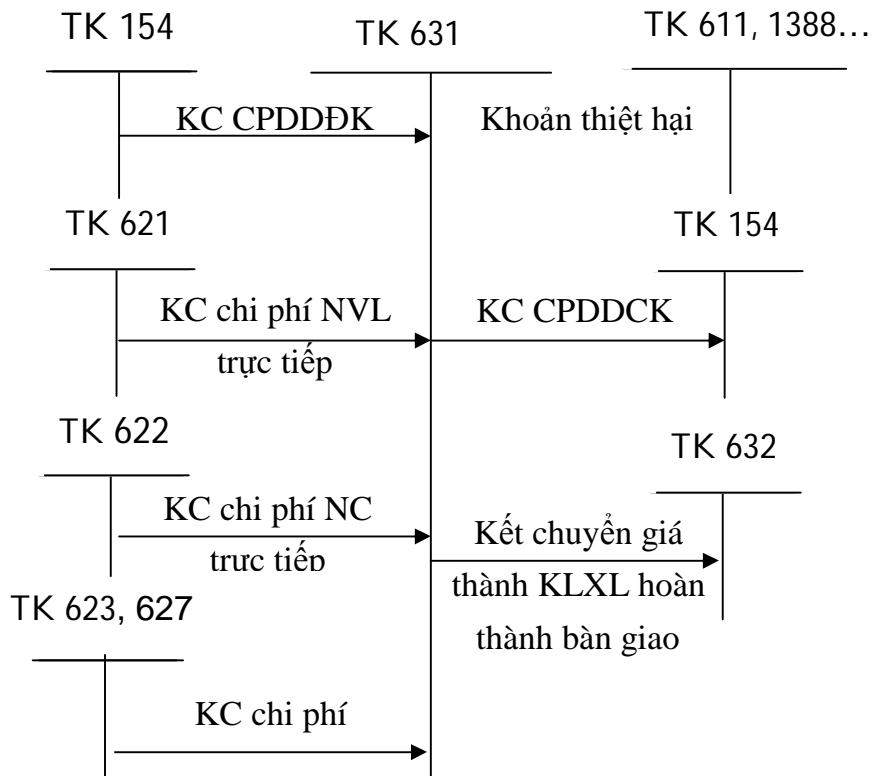 TK 154
TK 631
TK 611, 1388…
KC CPDDĐK
Khoản thiệt hại
TK 621
TK 154
KC chi phí NVL
trực tiếp
KC CPDDCK
TK 622
TK 632
KC chi phí NC
trưc tiến
Kết chuyển giá
thành KLXL hoàn
thành bàn giao
TK 623, 627
KC chi phí